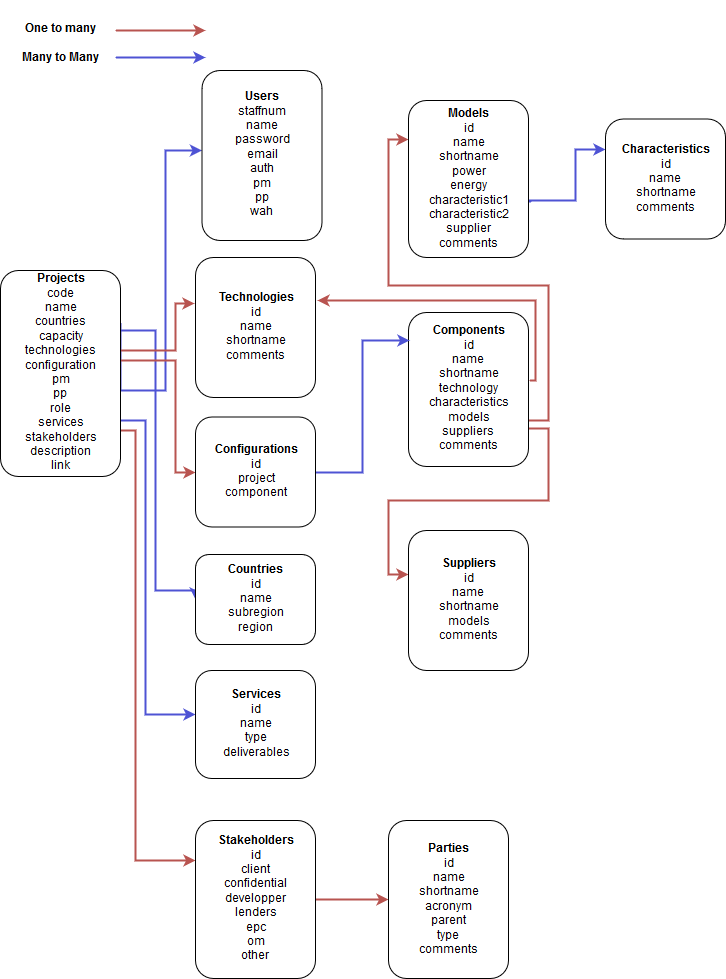 One to many
Many to Many
Users
staffnum
name
password
email
auth
pm
pp
wah
Models
id
name
shortname
power
energy
characteristic1
characteristic2
supplier
comments
Characteristics
id
name
shortname
comments
Projects
code
name
countries
capacity
technologies
configuration
pm
pp
role
services
stakeholders
description
link
Technologies
id
name
shortname
comments
Components
id
name
shortname
technology
characteristics
models
suppliers
comments
Configurations
id
project
component
Suppliers
id
name
shortname
models
comments
Countries
id
name
subregion
region
Services
id
name
type
deliverables
Stakeholders
id
client
confidential
developper
lenders
epc
om
other
Parties
id
name
shortname
acronym
parent
type
comments